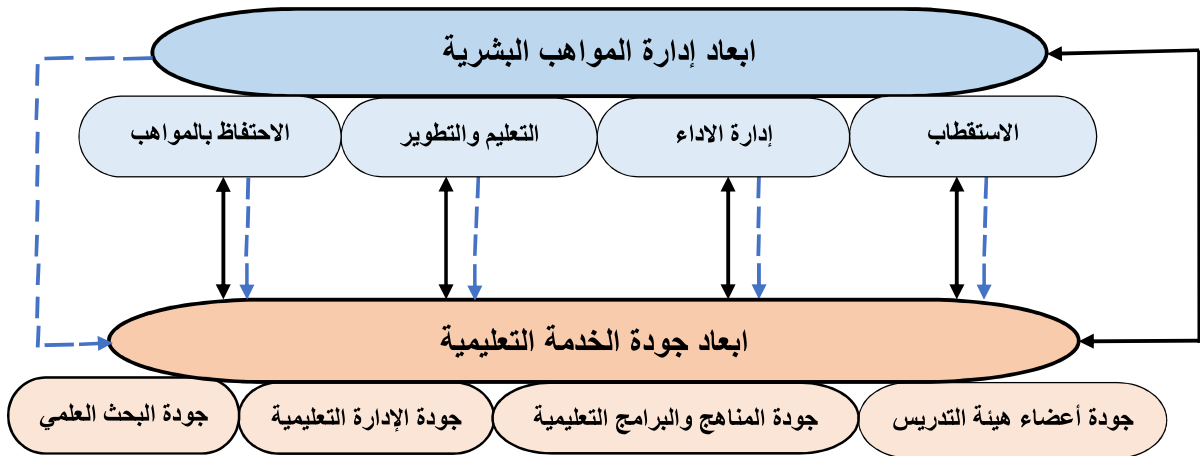 ابعاد إدارة المواهب البشرية
الاستقطاب
إدارة الاداء
التعليم والتطوير
الاحتفاظ بالمواهب
ابعاد جودة الخدمة التعليمية
جودة أعضاء هيئة التدريس
جودة المناهج والبرامج التعليمية
جودة الإدارة التعليمية
جودة البحث العلمي